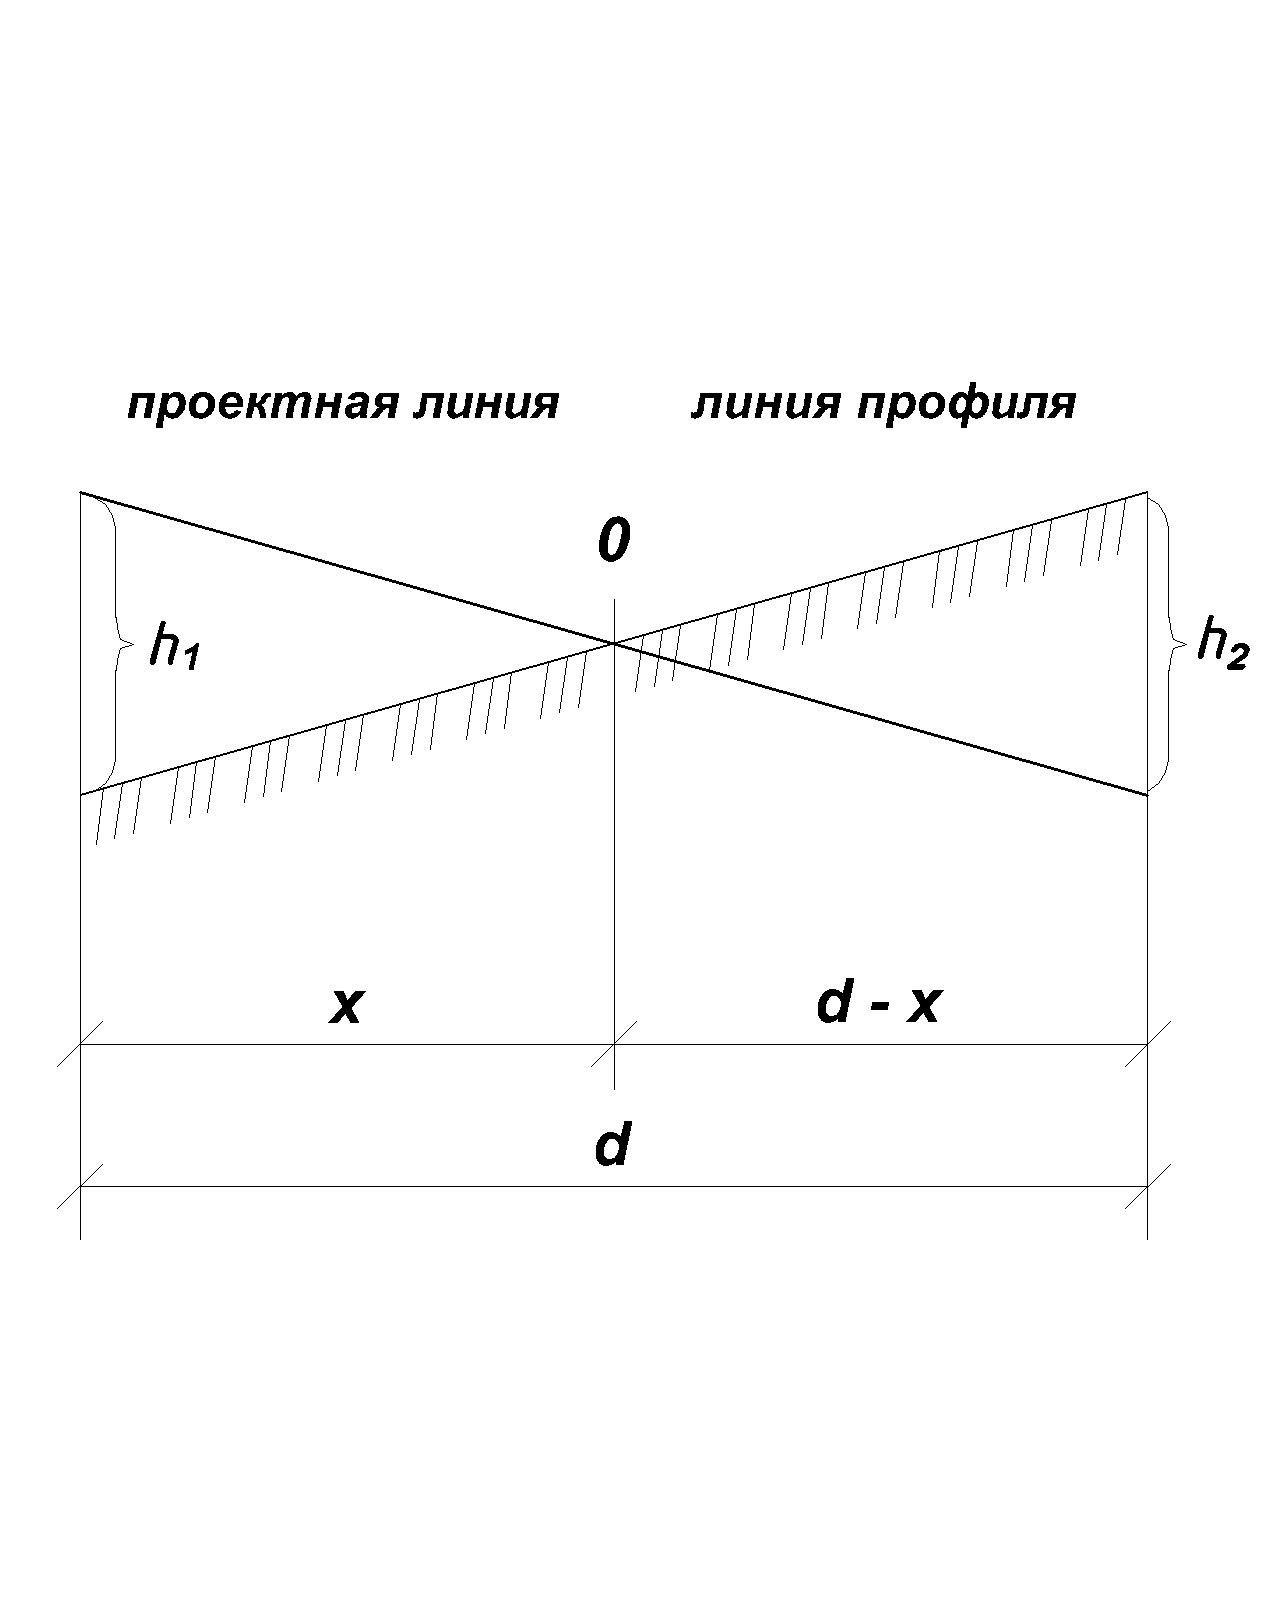 проектная линия
линия профиля
0
h1
h2
x
d - x
d